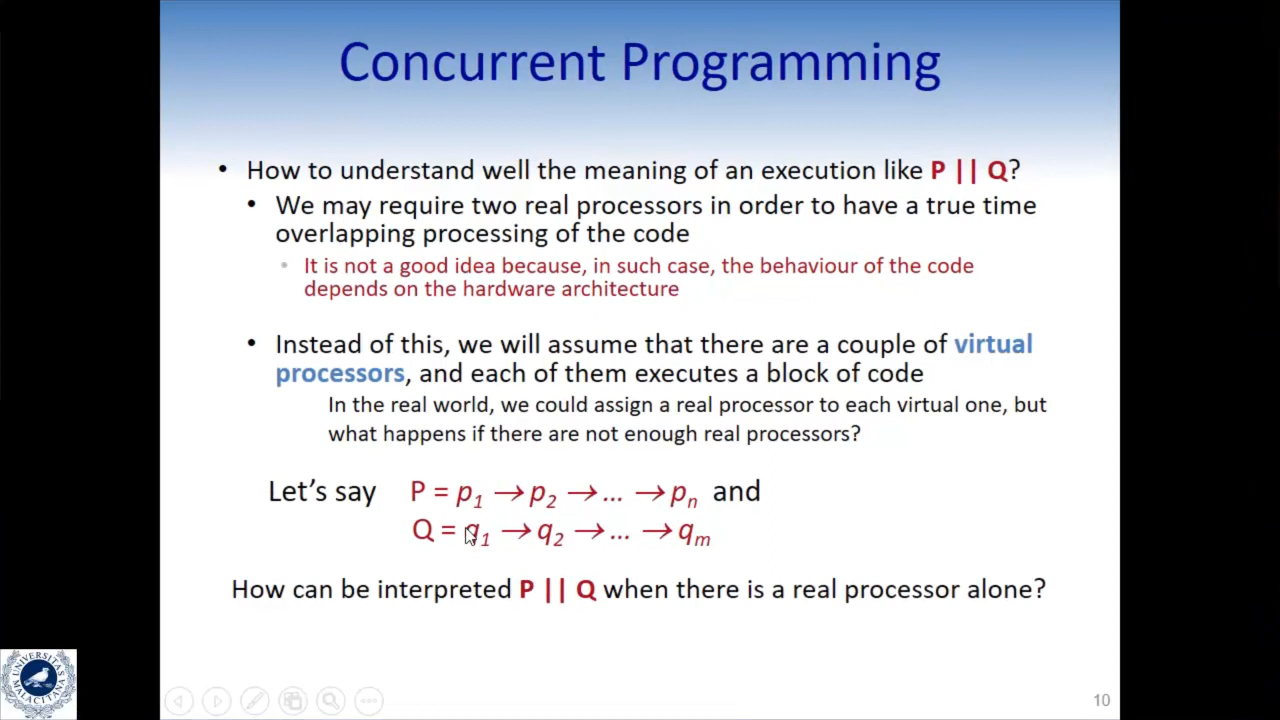 Concurrent Programming
• How to understand well the meaning of an execution like P || Q?
• We may require two real processors in order to have a true time
overlapping processing of the code
• It is not a good idea because, in such case, the behaviour of the code
depends on the hardware architecture
• Instead of this, we will assume that there are a couple of virtual
processors, and each of them executes a block of code
In the real world, we could assign a real processor to each virtual one, but
what happens if there are not enough real processors?
Let's say P = p₁ → p₂ → ... → pₙ and
Q = q₁ → q₂ → ... → qₘ
How can be interpreted P || Q when there is a real processor alone?
10